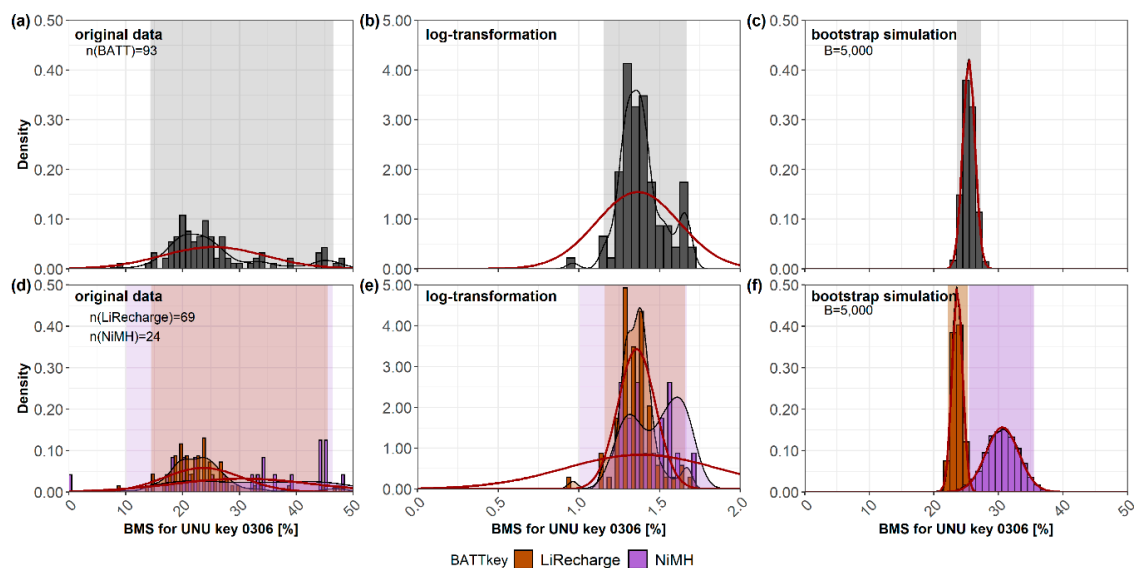 (a)
original data
n(BATT)=93
0.50
0.40
0.30
0.20
0.10
0.00
Density
(b)
log-transformation
5.00
4.00
3.00
2.00
1.00
0.00
(c)
bootstrap simulation
B=5,000
0.50
0.40
0.30
0.20
0.10
0.00
(d)
original data
n(LiRecharge)=69
n(NiMH)=24
0.50
0.40
0.30
0.20
0.10
0.00
Density
0
10
20
30
40
50
BMS for UNU key 0306 [%]
(e)
log-transformation
5.00
4.00
3.00
2.00
1.00
0.00
0.0
0.5
1.0
1.5
2.0
BMS for UNU key 0306 [%]
(f)
bootstrap simulation
B=5,000
0.50
0.40
0.30
0.20
0.10
0.00
0
10
20
30
40
50
BMS for UNU key 0306 [%]
BATTkey LiRecharge NiMH